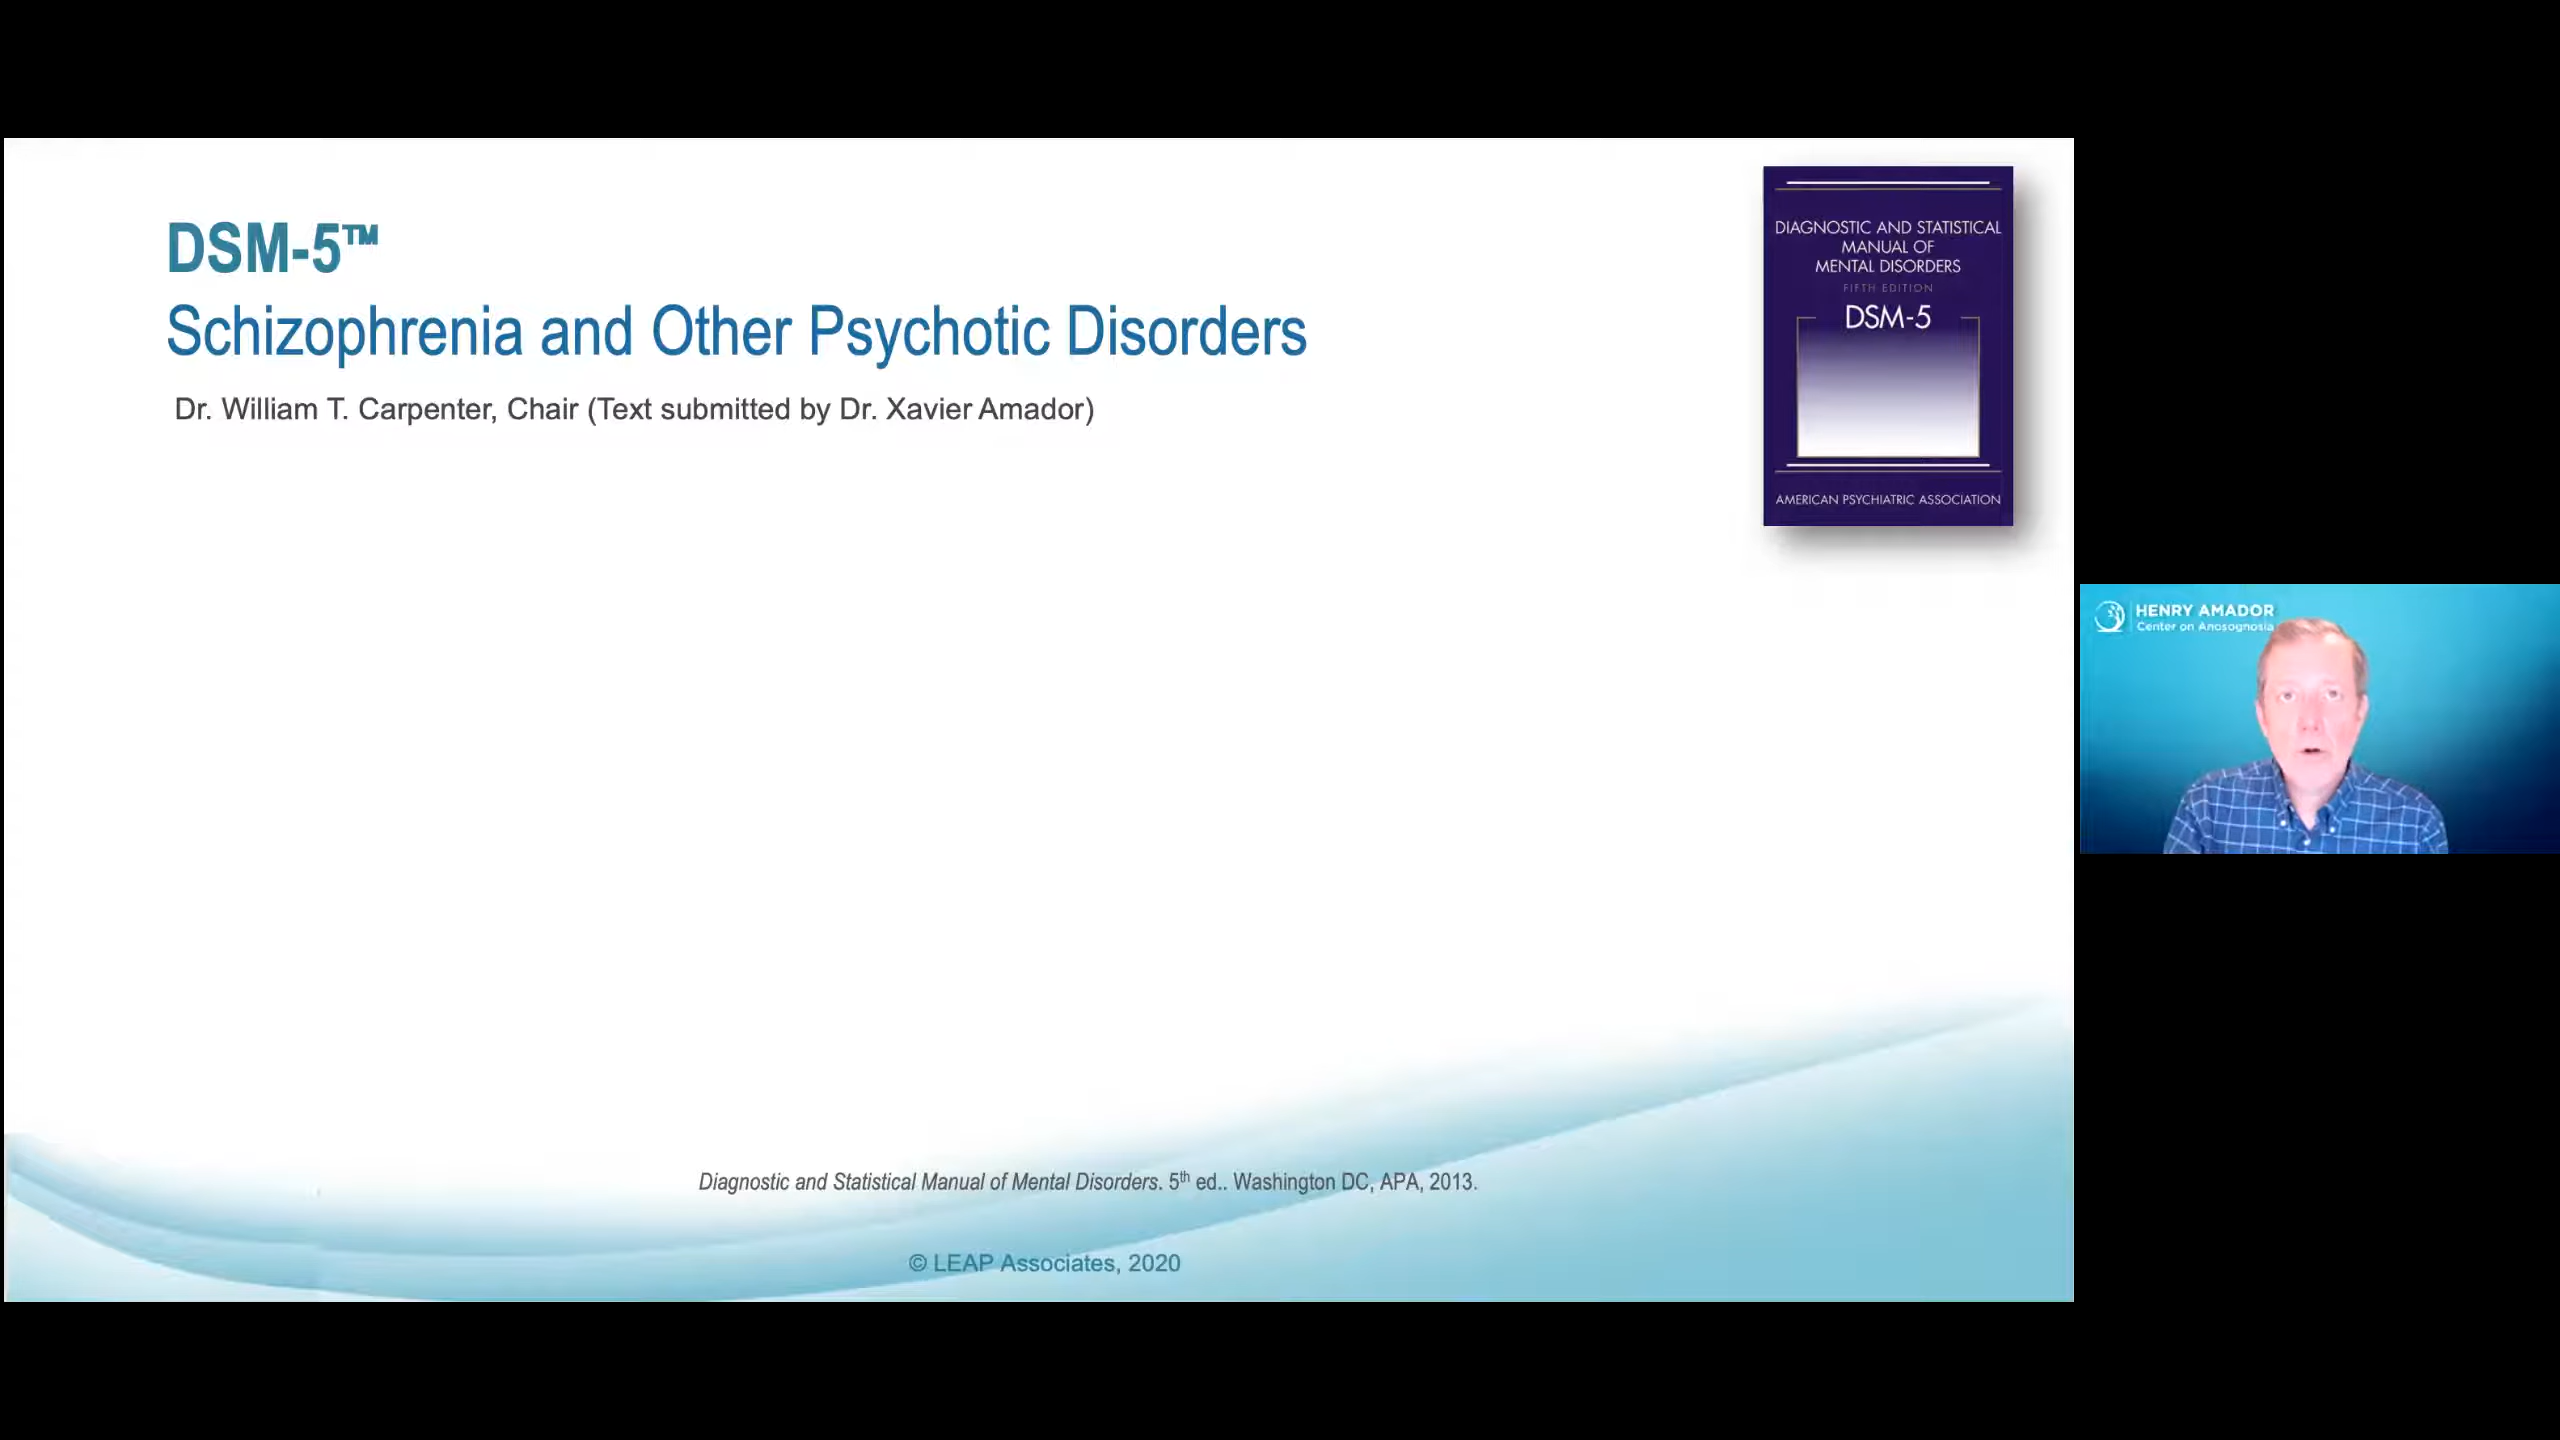 DSM-5™
Schizophrenia and Other Psychotic Disorders
Dr. William T. Carpenter, Chair (Text submitted by Dr. Xavier Amador)
DIAGNOSTIC AND STATISTICAL
MANUAL OF
MENTAL DISORDERS
FIFTH EDITION
DSM-5
AMERICAN PSYCHIATRIC ASSOCIATION
HENRY AMADOR
Center on Anosognosia
Diagnostic and Statistical Manual of Mental Disorders. 5th ed.. Washington DC, APA, 2013.
© LEAP Associates, 2020